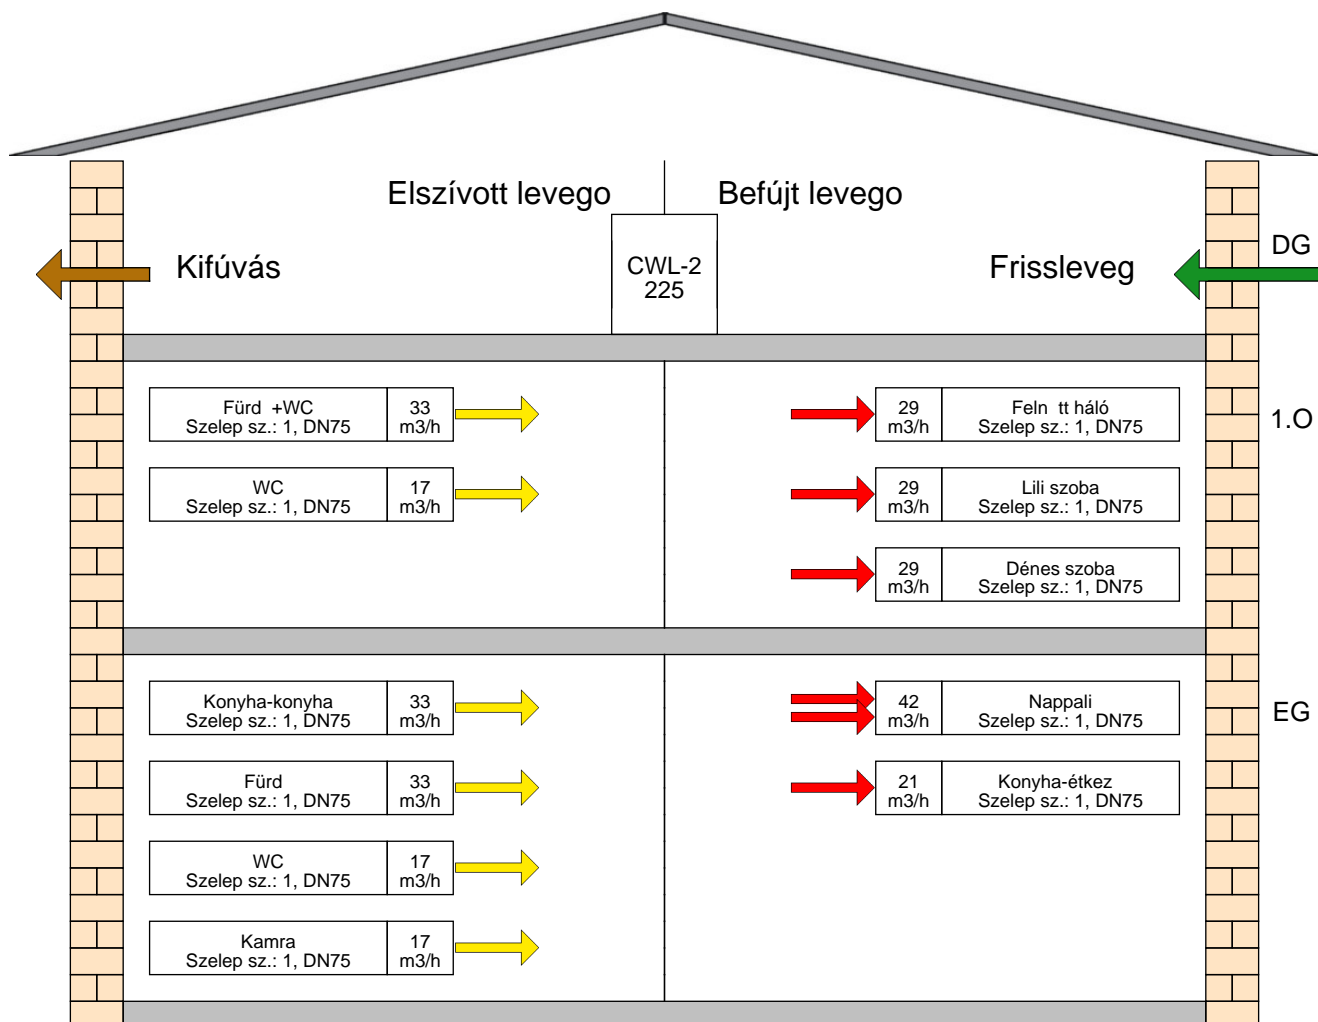 Elszívott levego
Befújt levego
DG
Kifúvás
CWL-2
225
Frissleveg
Fürd +WC
Szelep sz.: 1, DN75
33
m3/h
29
m3/h
Feln tt háló
Szelep sz.: 1, DN75
1.O
WC
Szelep sz.: 1, DN75
17
m3/h
29
m3/h
Lili szoba
Szelep sz.: 1, DN75
29
m3/h
Dénes szoba
Szelep sz.: 1, DN75
Konyha-konyha
Szelep sz.: 1, DN75
33
m3/h
42
m3/h
Nappali
Szelep sz.: 1, DN75
EG
Fürd
Szelep sz.: 1, DN75
33
m3/h
21
m3/h
Konyha-étkez
Szelep sz.: 1, DN75
WC
Szelep sz.: 1, DN75
17
m3/h
Kamra
Szelep sz.: 1, DN75
17
m3/h